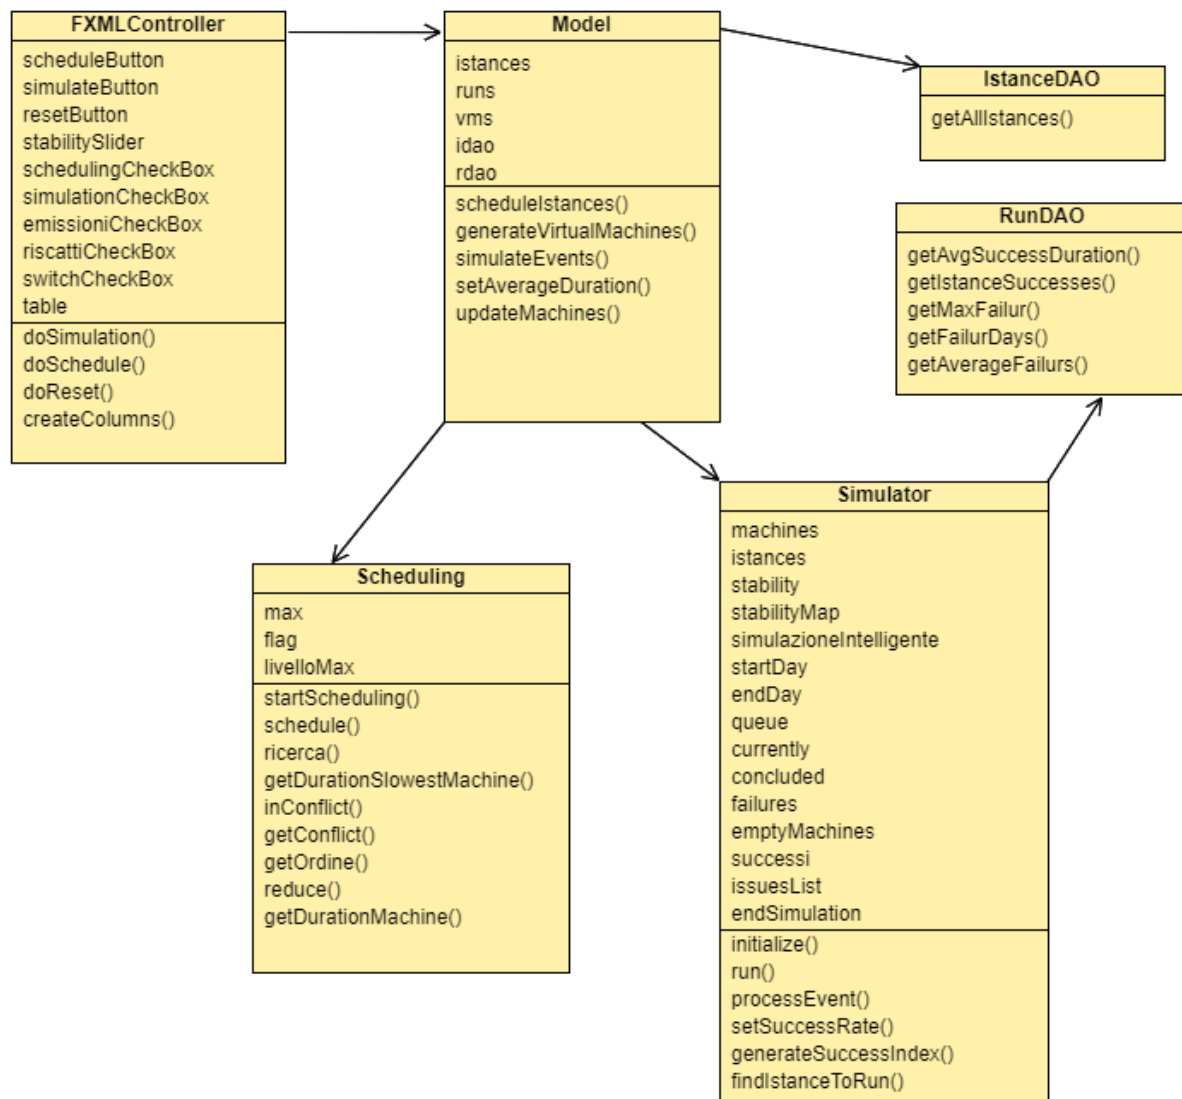 FXMLController
scheduleButton
simulateButton
resetButton
stabilitySlider
schedulingCheckBox
simulationCheckBox
emissioniCheckBox
riscattiCheckBox
switchCheckBox
table
doSimulation()
doSchedule()
doReset()
createColumns()
Model
istances
runs
vms
idao
rdao
scheduleIstances()
generateVirtualMachines()
simulateEvents()
setAverageDuration()
updateMachines()
IstanceDAO
getAllIstances()
RunDAO
getAvgSuccessDuration()
getIstanceSuccesses()
getMaxFailur()
getFailurDays()
getAverageFailurs()
Scheduling
max
flag
livelloMax
startScheduling()
schedule()
ricerca()
getDurationSlowestMachine()
inConflict()
getConflict()
getOrdine()
reduce()
getDurationMachine()
Simulator
machines
istances
stability
stabilityMap
simulazioneIntelligente
startDay
endDay
queue
currently
concluded
failures
emptyMachines
successi
issuesList
endSimulation
initialize()
run()
processEvent()
setSuccessRate()
generateSuccessIndex()
findIstanceToRun()